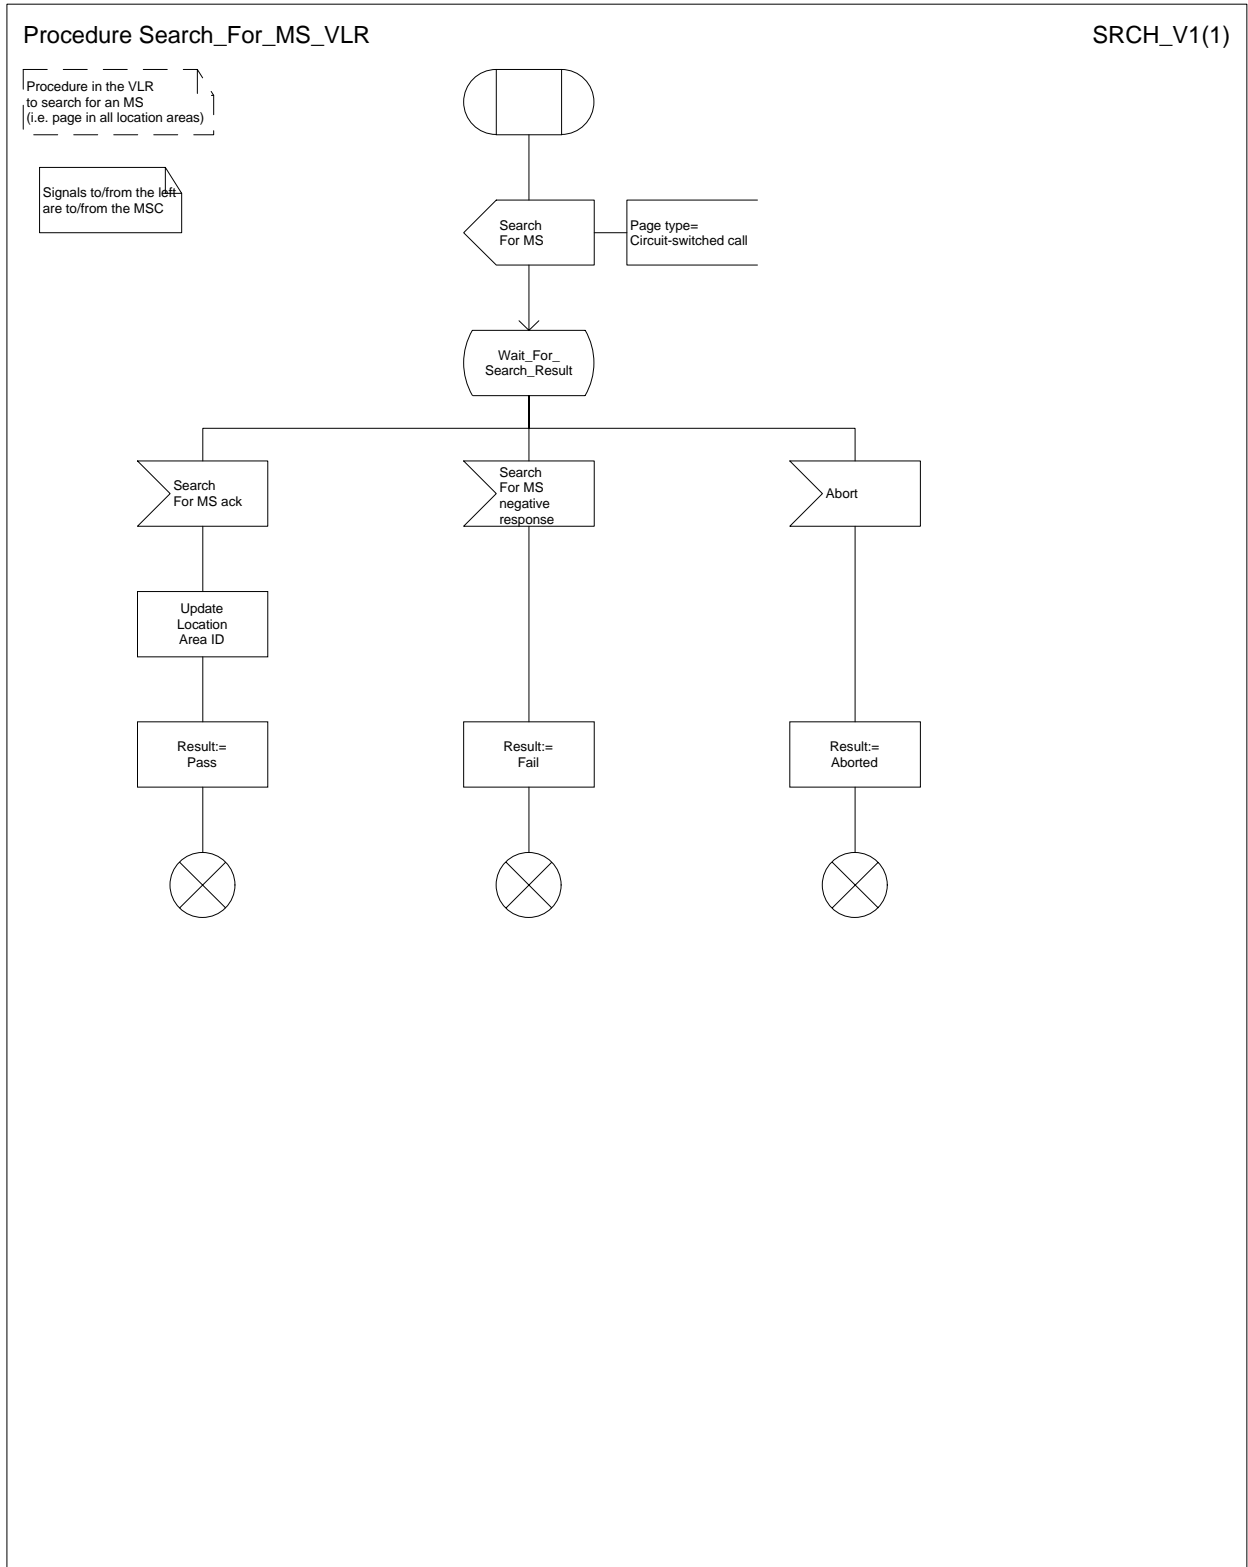 Procedure Search_For_MS_VLR
SRCH_V1(1)
Procedure in the VLR
to search for an MS
(i.e. page in all location areas)
Signals to/from the left
are to/from the MSC
Search
For MS
Page type=
Circuit-switched call
Wait_For_
Search_Result
Search
For MS ack
Search
For MS
negative
response
Abort
Update
Location
Area ID
Result:=
Pass
Result:=
Fail
Result:=
Aborted